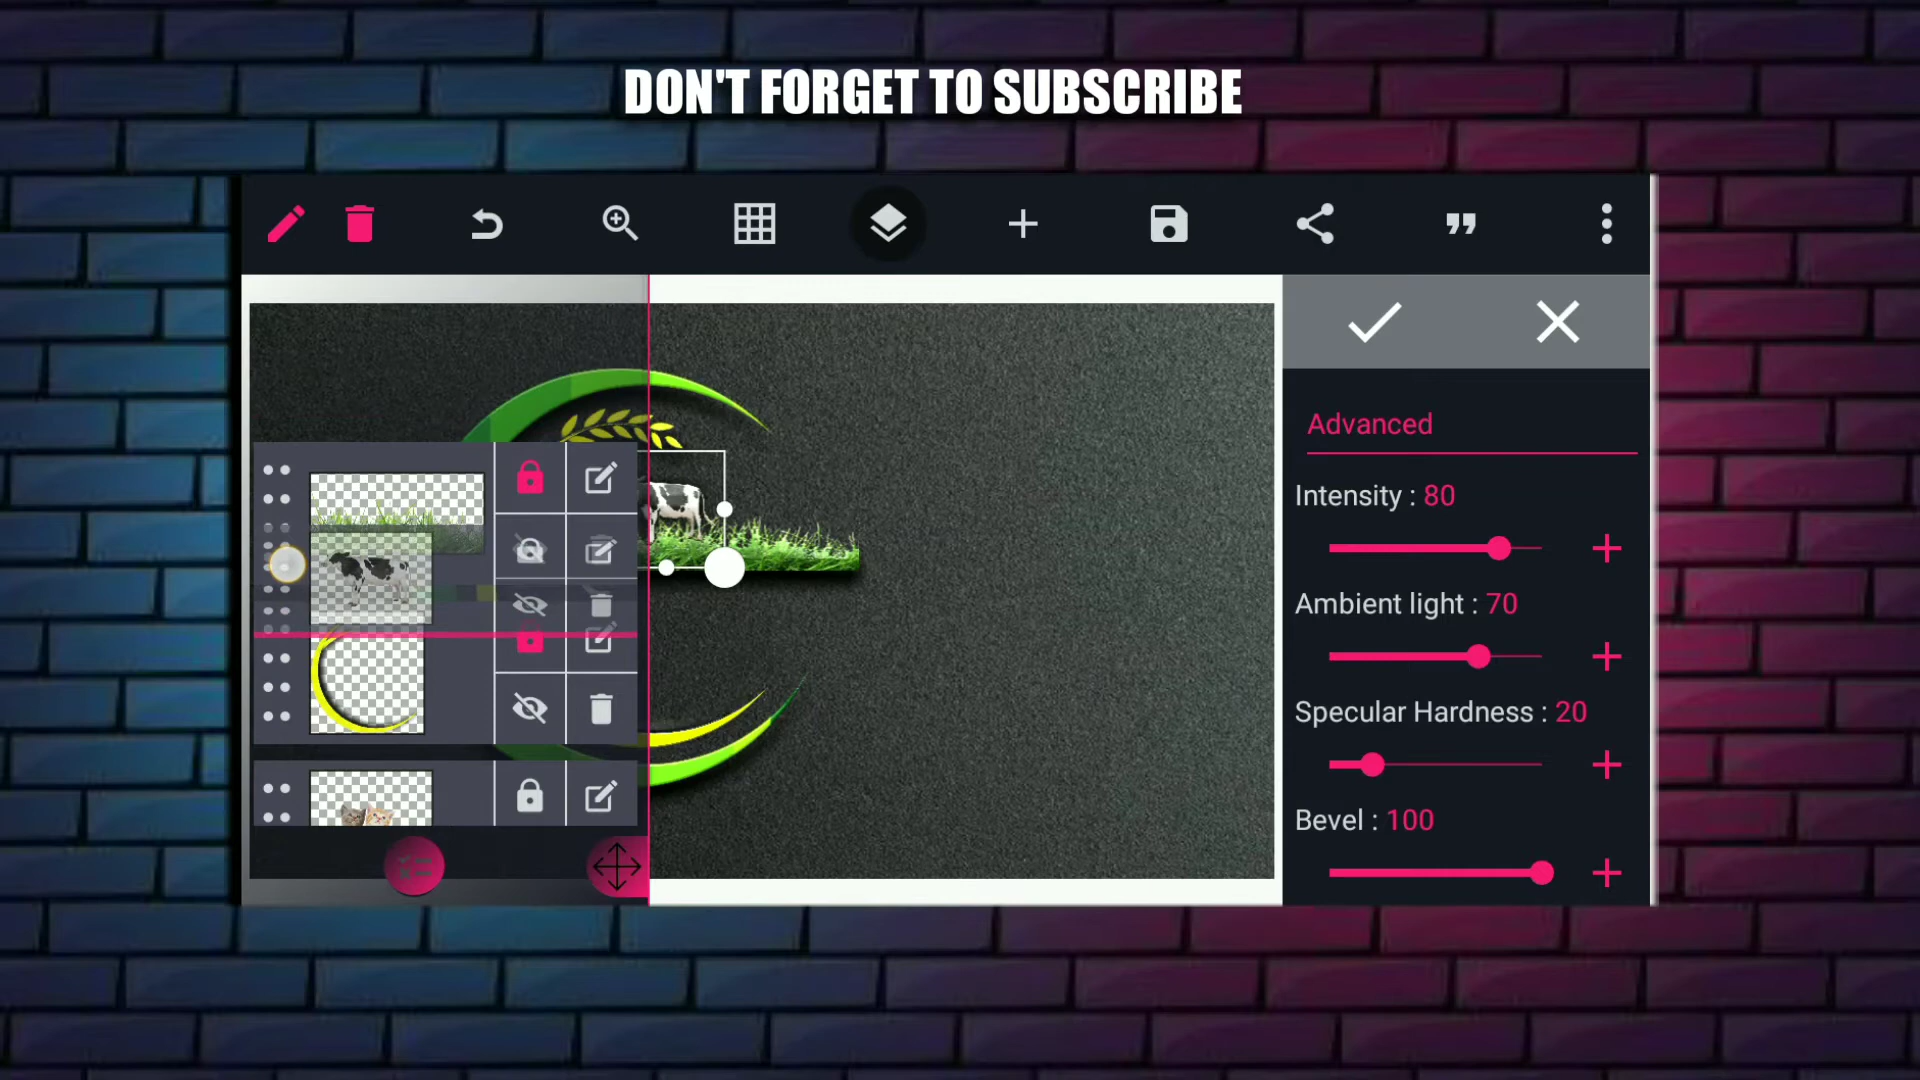 DON'T FORGET TO SUBSCRIBE
Advanced
Intensity : 80
Ambient light : 70
Specular Hardness : 20
Bevel : 100